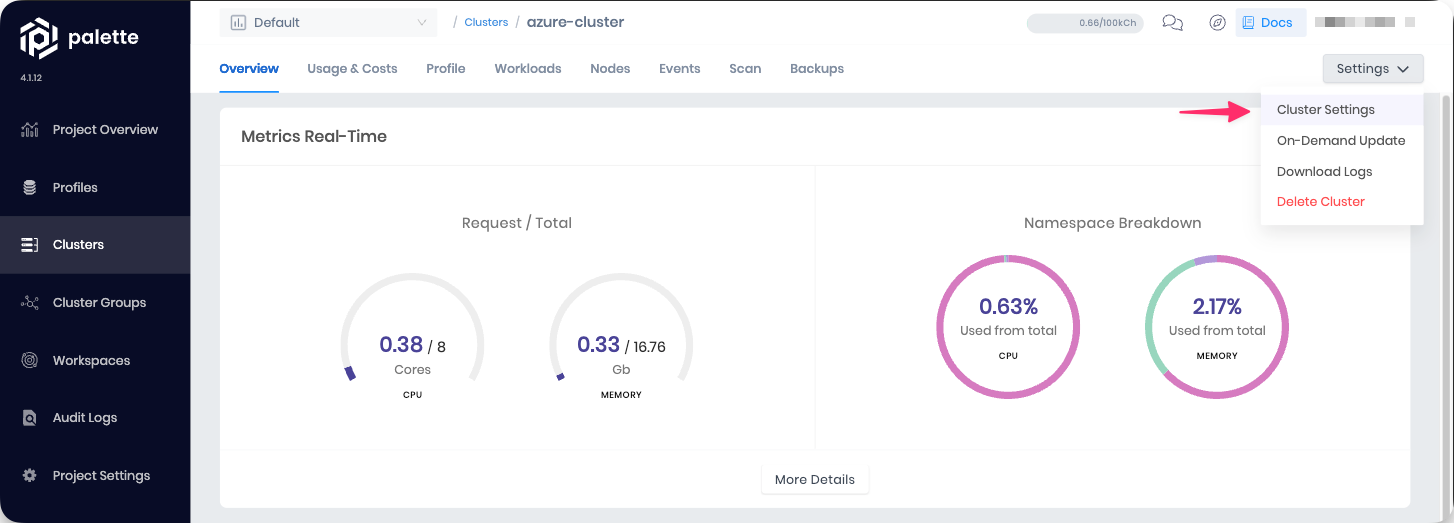 palette
4.1.12
Project Overview
Profiles
Clusters
Cluster Groups
Workspaces
Audit Logs
Project Settings
Default
/ Clusters / azure-cluster
0.66/100kCh
Docs
Overview Usage & Costs Profile Workloads Nodes Events Scan Backups
Settings
Cluster Settings
On-Demand Update
Download Logs
Delete Cluster
Metrics Real-Time
Request / Total
0.38 / 8
Cores
CPU
0.33 / 16.76
Gb
MEMORY
Namespace Breakdown
0.63%
Used from total
CPU
2.17%
Used from total
MEMORY
More Details